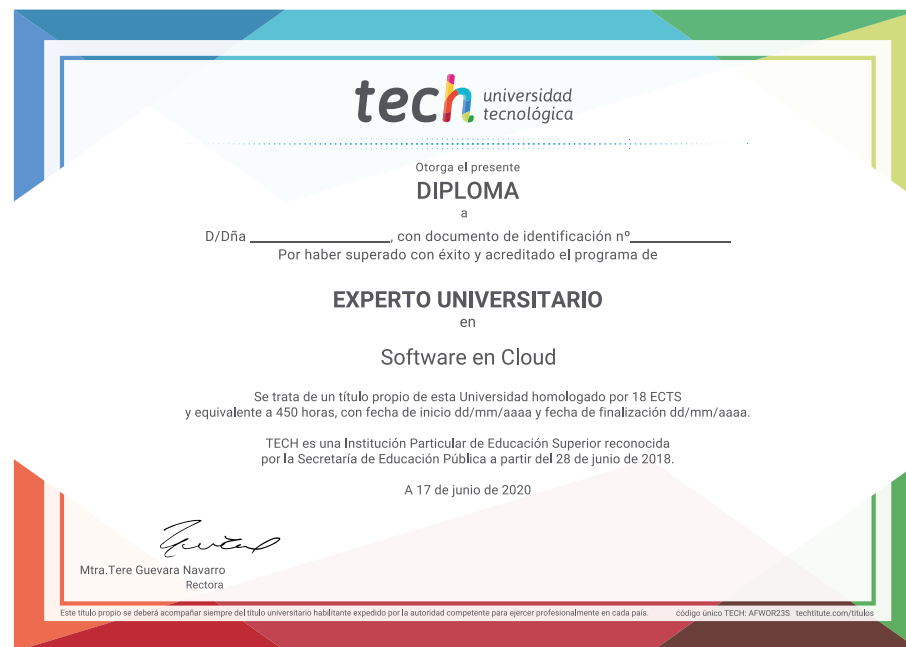 tech universidad
tecnológica
Otorga el presente
DIPLOMA
a
D/Dña ____________________, con documento de identificación nº______________
Por haber superado con éxito y acreditado el programa de
EXPERTO UNIVERSITARIO
en
Software en Cloud
Se trata de un título propio de esta Universidad homologado por 18 ECTS
y equivalente a 450 horas, con fecha de inicio dd/mm/aaaa y fecha de finalización dd/mm/aaaa.
TECH es una Institución Particular de Educación Superior reconocida
por la Secretaría de Educación Pública a partir del 28 de junio de 2018.
A 17 de junio de 2020
Mtra.Tere Guevara Navarro
Rectora
Este título propio se deberá acompañar siempre del título universitario habilitante expedido por la autoridad competente para ejercer profesionalmente en cada país. código único TECH: AFWOR23S techtitute.com/titulos